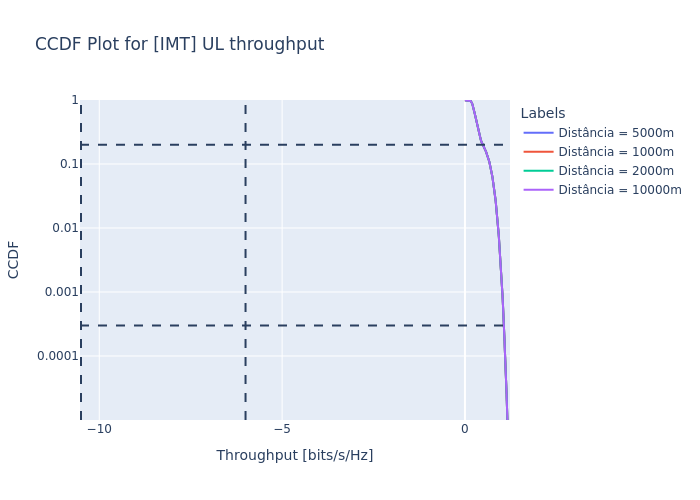 CCDF Plot for [IMT] UL throughput
Labels
Distância = 5000m
Distância = 1000m
Distância = 2000m
Distância = 10000m
CCDF
1
0.1
0.01
0.001
0.0001
−10
−5
0
Throughput [bits/s/Hz]